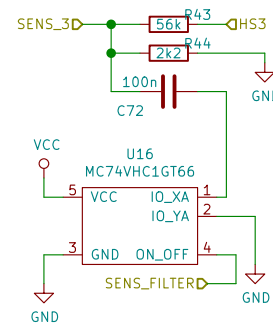 SENS_3 R43 HS3
56k
R44
2k2
GND
100n
C72
VCC
U16
MC74VHC1GT66
5 VCC IO_XA 1
IO_YA 2
3 GND ON_OFF 4
SENS_FILTER
GND GND